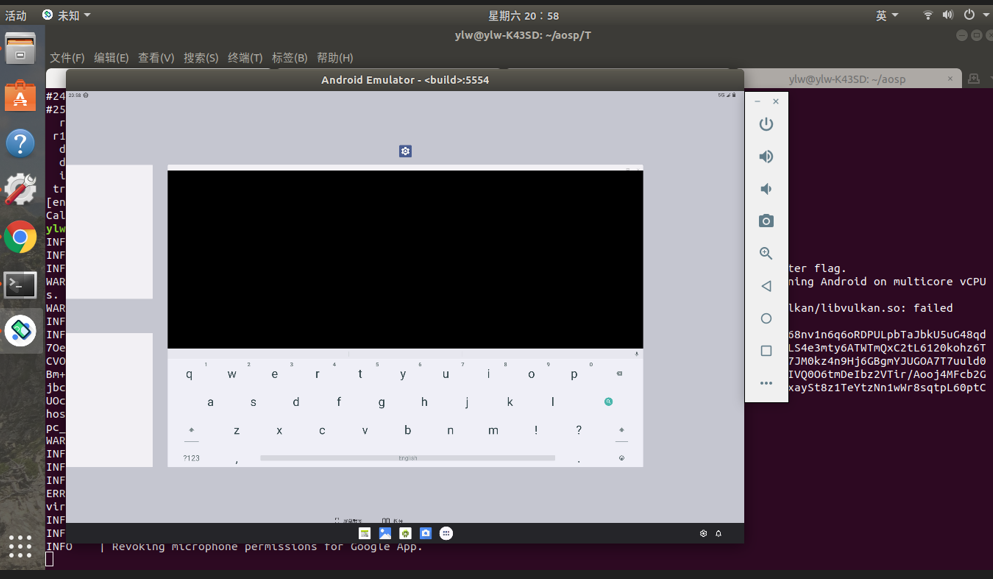 活动
未知
星期六 20：58
英
ylw@ylw-K43SD: ~/aosp/T
文件(F) 编辑(E) 查看(V) 搜索(S) 终端(T) 标签(B) 帮助(H)
Android Emulator - <build>:5554
ylw@ylw-K43SD: ~/aosp
#24
#25
r
r1
d
d
i
tr
[en
Cal
ylw
INF
INF
INF
ter flag.
WAR
ning Android on multicore vCPU
s.
WAR
lkan/libvulkan.so: failed
INF
INF
68nv1n6q6oRDPULpbTaJbkU5uG48qd
7Oe
LS4e3mty6ATWTmQxC2tL6120kohz6T
CVO
7JM0kz4n9Hj6GBgmYJUGOA7T7uuld0
Bm+
IVQ0O6tmDeIbz2VTir/Aooj4MFcb2G
jbc
xaySt8z1TeYtzNn1wWr8sqtpL60ptC
UOc
hos
pc_
WAR
INF
INF
INF
ERR
vir
INF
INF
INFO | Revoking microphone permissions for Google App.
1 2 3 4 5 6 7 8 9 0
q w e r t y u i o p
a s d f g h j k l
z x c v b n m ! ?
?123 , English .